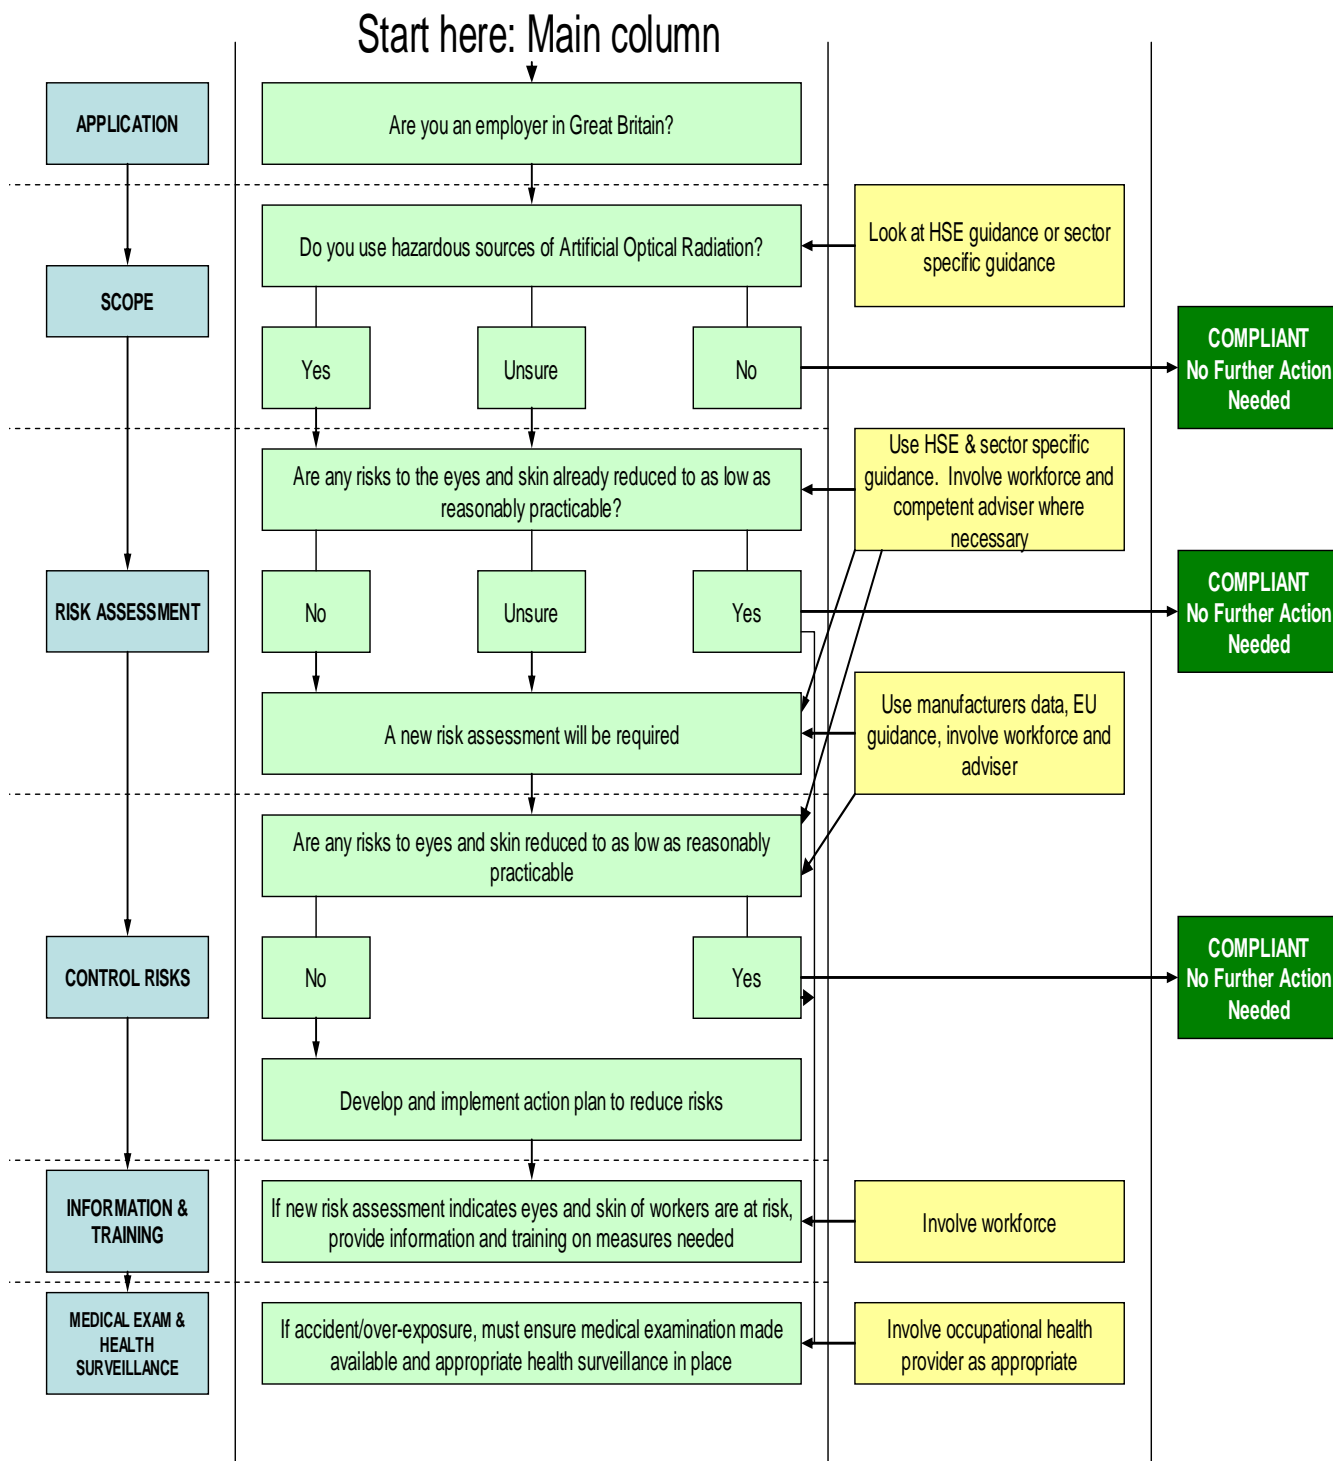 Start here: Main column
APPLICATION
Are you an employer in Great Britain?
Do you use hazardous sources of Artificial Optical Radiation?
Look at HSE guidance or sector
specific guidance
SCOPE
Yes
Unsure
No
COMPLIANT
No Further Action
Needed
Are any risks to the eyes and skin already reduced to as low as
reasonably practicable?
Use HSE & sector specific
guidance. Involve workforce and
competent adviser where
necessary
RISK ASSESSMENT
No
Unsure
Yes
COMPLIANT
No Further Action
Needed
A new risk assessment will be required
Use manufacturers data, EU
guidance, involve workforce and
adviser
Are any risks to eyes and skin reduced to as low as reasonably
practicable
CONTROL RISKS
No
Yes
COMPLIANT
No Further Action
Needed
Develop and implement action plan to reduce risks
INFORMATION &
TRAINING
If new risk assessment indicates eyes and skin of workers are at risk,
provide information and training on measures needed
Involve workforce
MEDICAL EXAM &
HEALTH
SURVEILLANCE
If accident/over-exposure, must ensure medical examination made
available and appropriate health surveillance in place
Involve occupational health
provider as appropriate